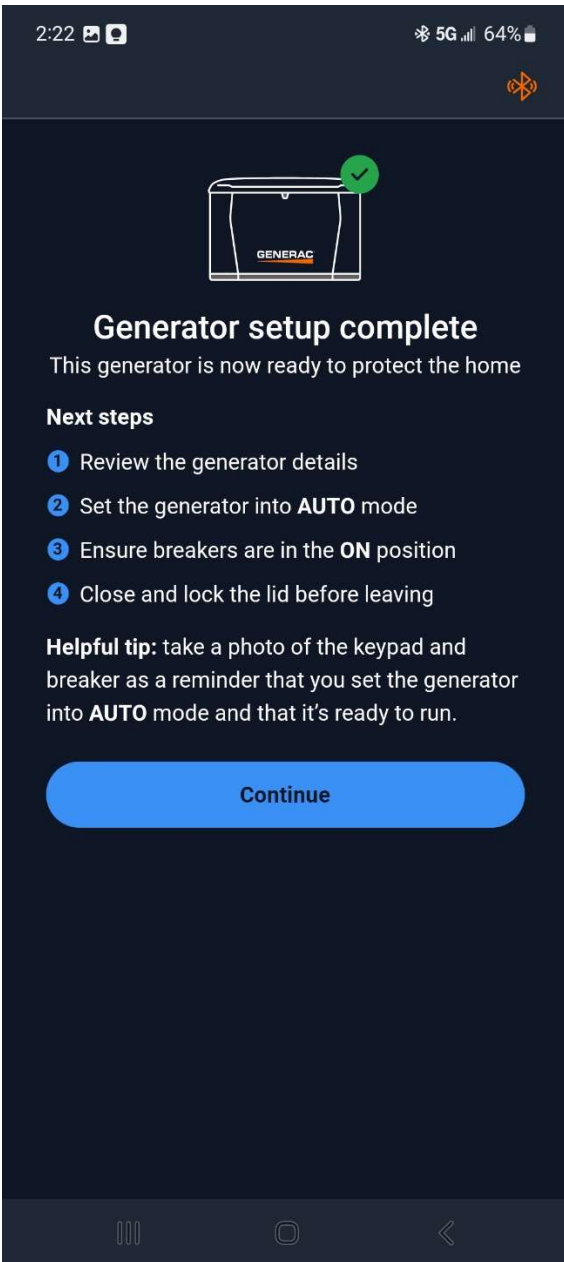 2:22 5G 64%
GENERAC
Generator setup complete
This generator is now ready to protect the home
Next steps
1 Review the generator details
2 Set the generator into AUTO mode
3 Ensure breakers are in the ON position
4 Close and lock the lid before leaving
Helpful tip: take a photo of the keypad and
breaker as a reminder that you set the generator
into AUTO mode and that it's ready to run.
Continue